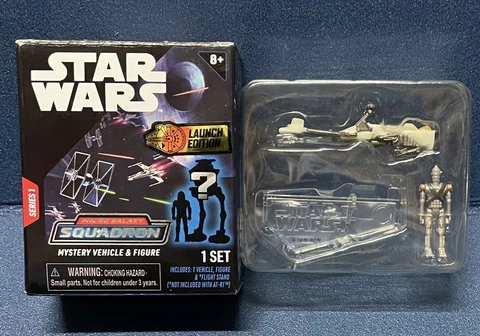 STAR
WARS
8+
LAUNCH
EDITION
?
SERIES 1
MICRO GALAXY
SQUADRON
MYSTERY VEHICLE & FIGURE
1 SET
INCLUDES: 1 VEHICLE, FIGURE
& *FLIGHT STAND
(*NOT INCLUDED WITH AT-RT™)
WARNING: CHOKING HAZARD-
Small parts. Not for children under 3 years.
STAR
WARS